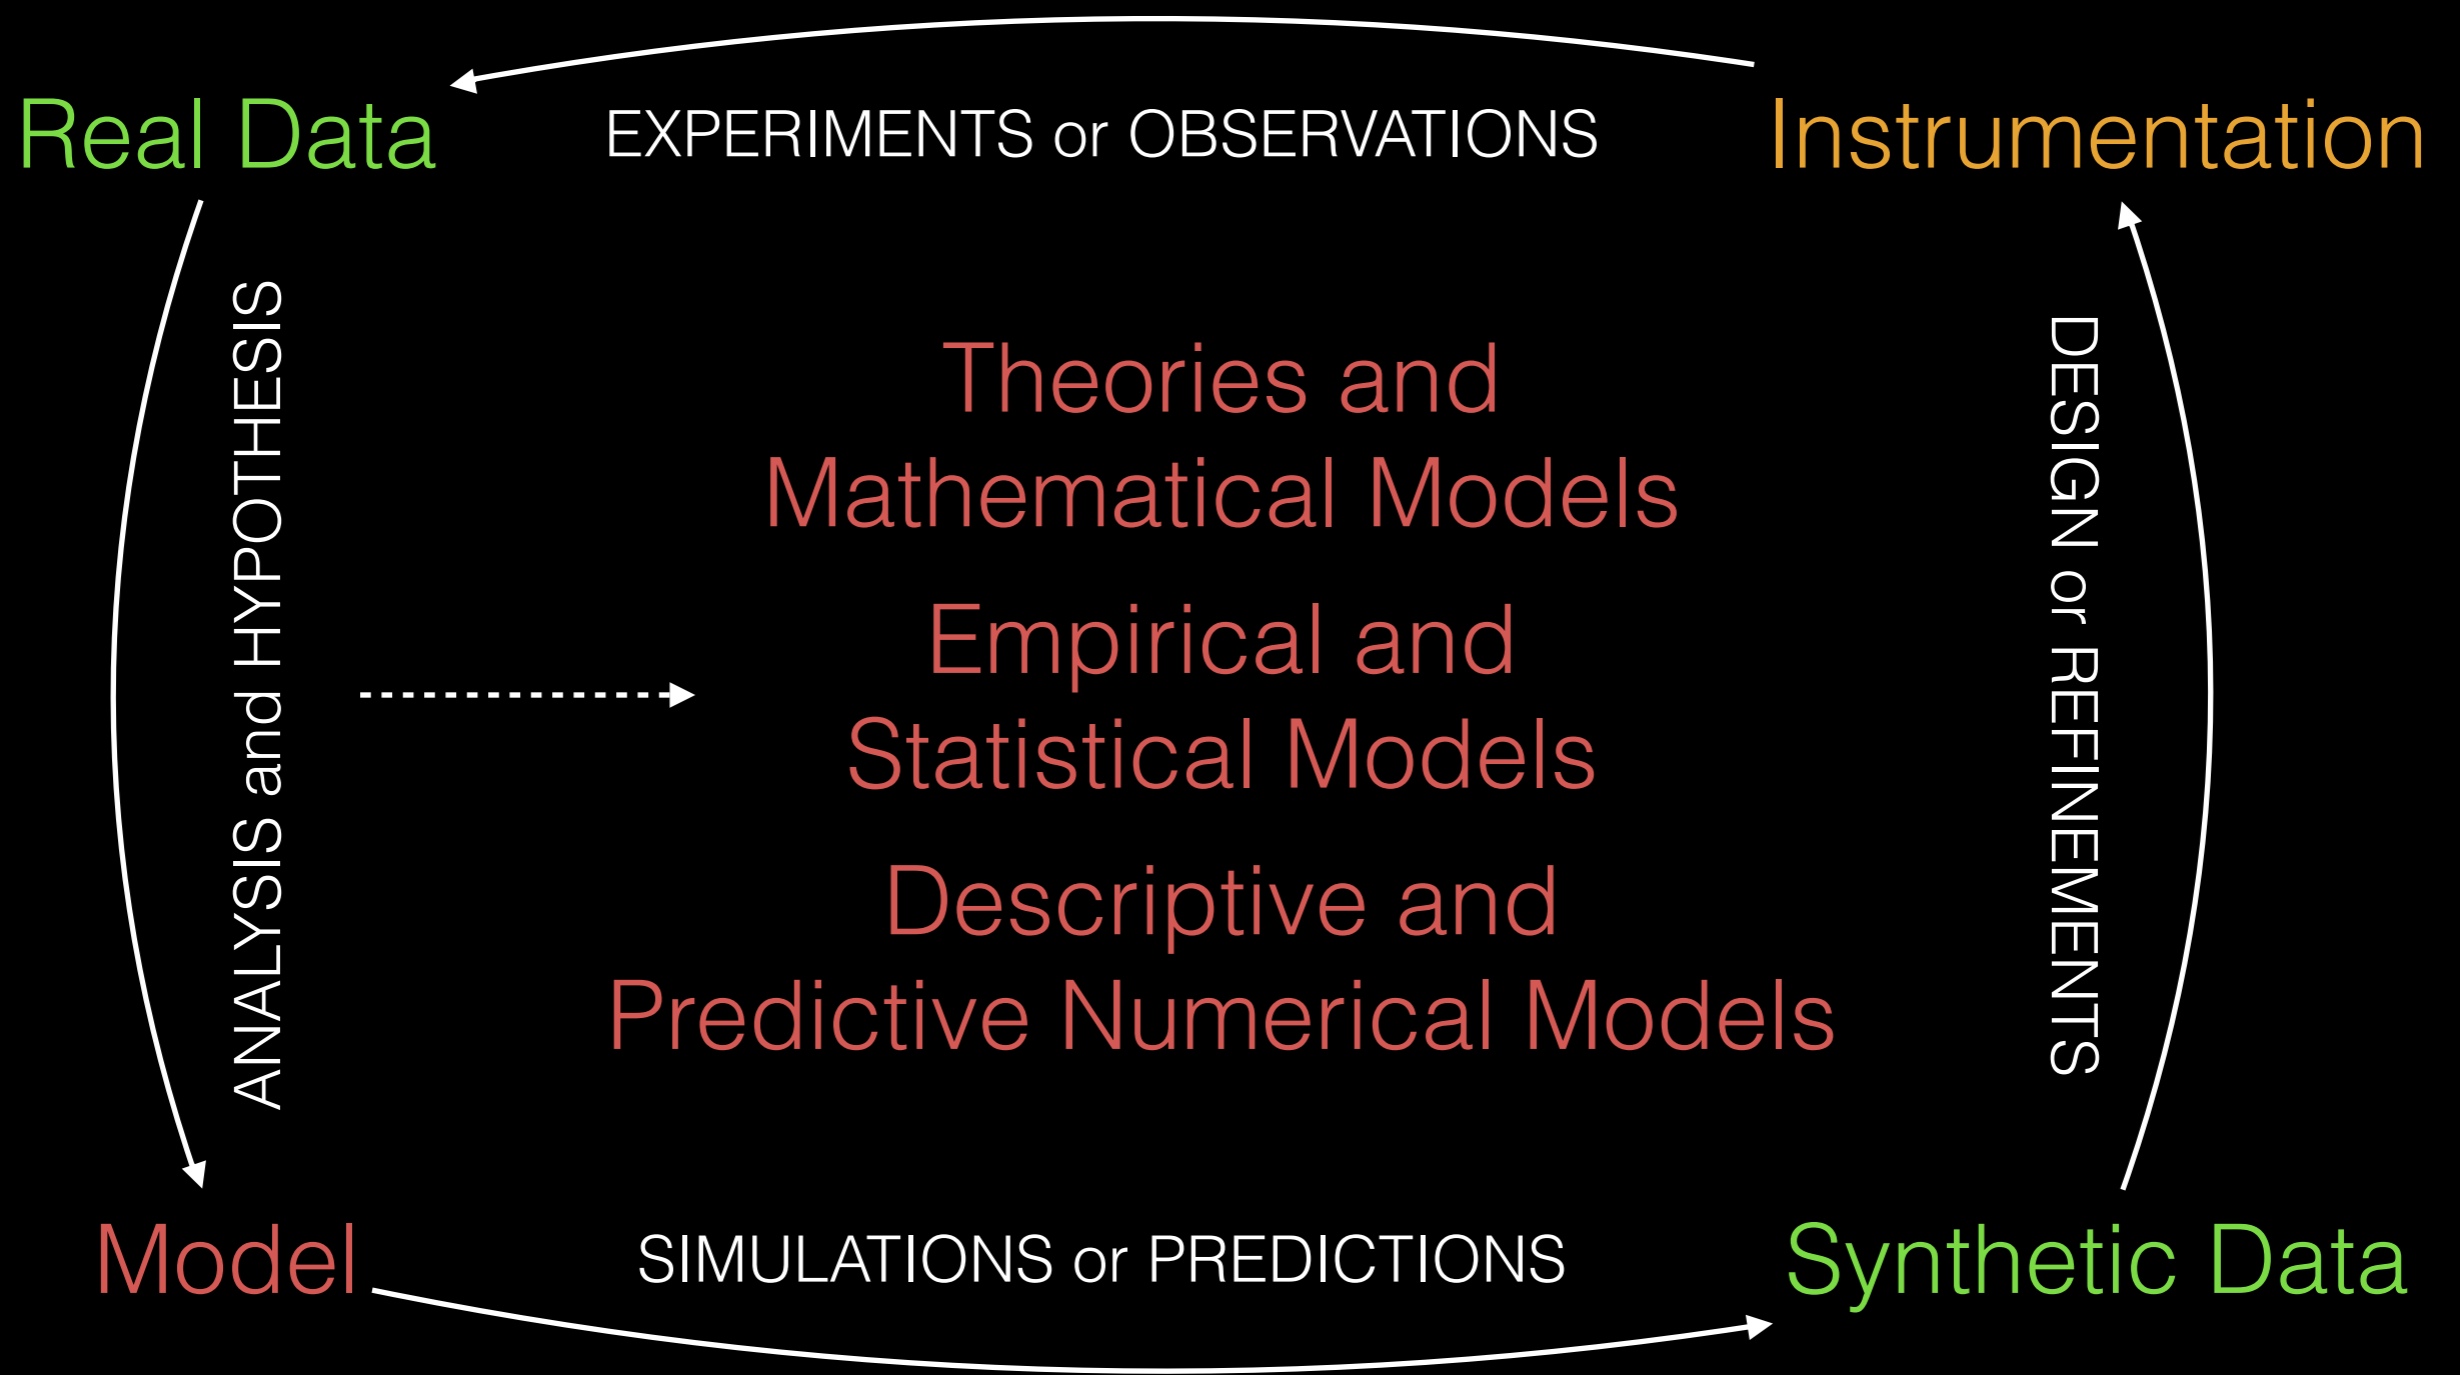 Real Data
EXPERIMENTS or OBSERVATIONS
Instrumentation
ANALYSIS and HYPOTHESIS
Theories and
Mathematical Models
Empirical and
Statistical Models
Descriptive and
Predictive Numerical Models
DESIGN or REFINEMENTS
Model
SIMULATIONS or PREDICTIONS
Synthetic Data